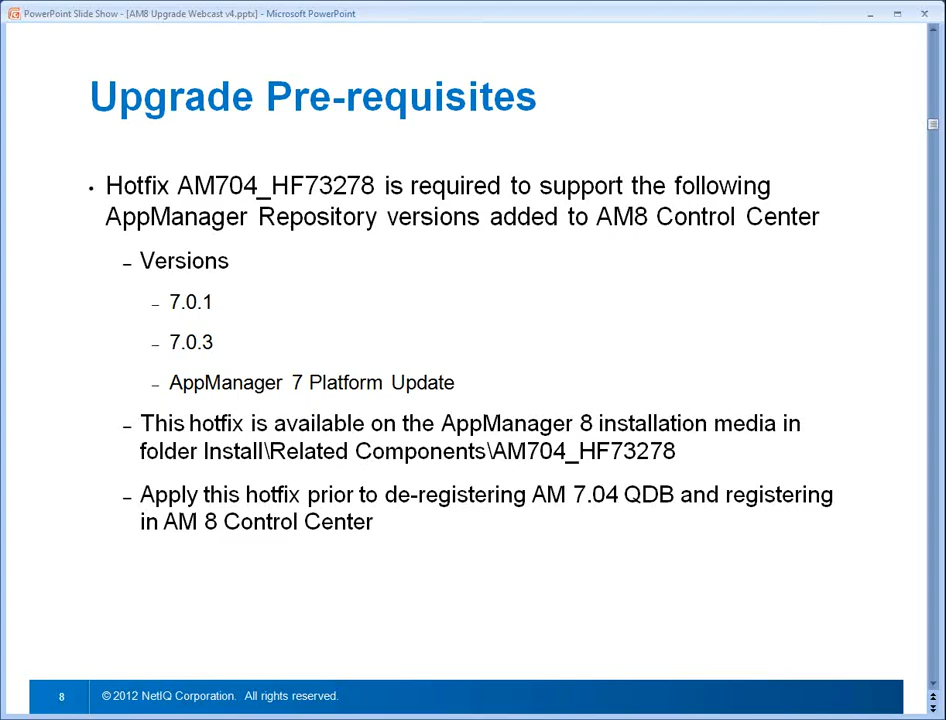 PowerPoint Slide Show - [AM8 Upgrade Webcast v4.pptx] - Microsoft PowerPoint
Upgrade Pre-requisites
• Hotfix AM704_HF73278 is required to support the following
AppManager Repository versions added to AM8 Control Center
– Versions
– 7.0.1
– 7.0.3
– AppManager 7 Platform Update
– This hotfix is available on the AppManager 8 installation media in
folder Install\Related Components\AM704_HF73278
– Apply this hotfix prior to de-registering AM 7.04 QDB and registering
in AM 8 Control Center
8 © 2012 NetIQ Corporation. All rights reserved.